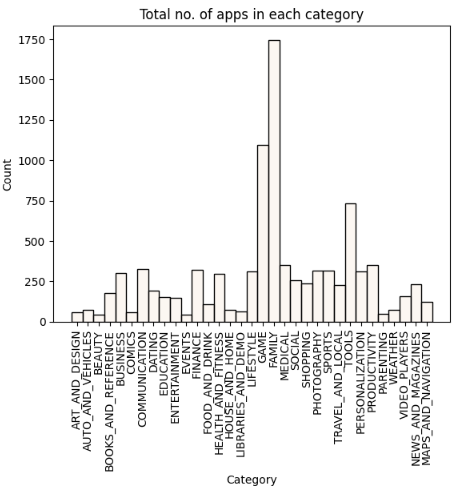 Total no. of apps in each category
1750
1500
1250
1000
750
500
250
0
Count
ART_AND_DESIGN
AUTO_AND_VEHICLES
BEAUTY
BOOKS_AND_REFERENCE
BUSINESS
COMICS
COMMUNICATION
DATING
EDUCATION
ENTERTAINMENT
EVENTS
FINANCE
FOOD_AND_DRINK
HEALTH_AND_FITNESS
HOUSE_AND_HOME
LIBRARIES_AND_DEMO
LIFESTYLE
GAME
FAMILY
MEDICAL
SOCIAL
SHOPPING
PHOTOGRAPHY
SPORTS
TRAVEL_AND_LOCAL
TOOLS
PERSONALIZATION
PRODUCTIVITY
PARENTING
WEATHER
VIDEO_PLAYERS
NEWS_AND_MAGAZINES
MAPS_AND_NAVIGATION
Category